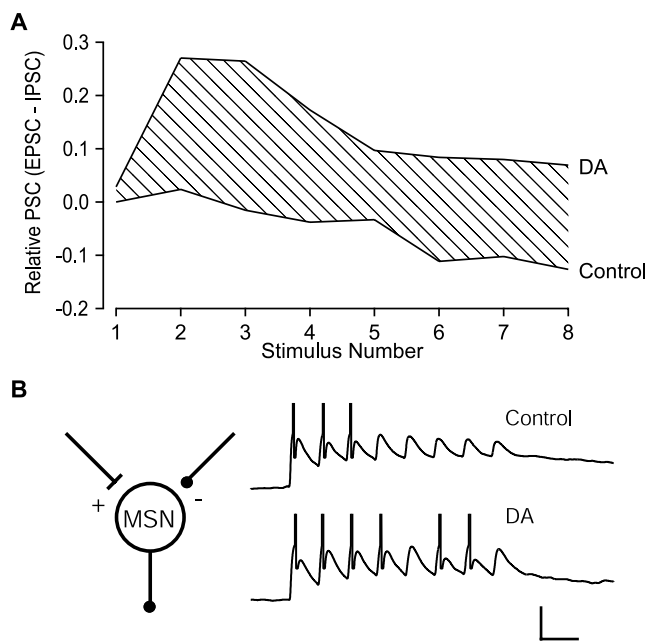 A
Relative PSC (EPSC - IPSC)
0.3
0.2
0.1
0.0
-0.1
-0.2
DA
Control
1 2 3 4 5 6 7 8
Stimulus Number
B
+ -
MSN
Control
DA